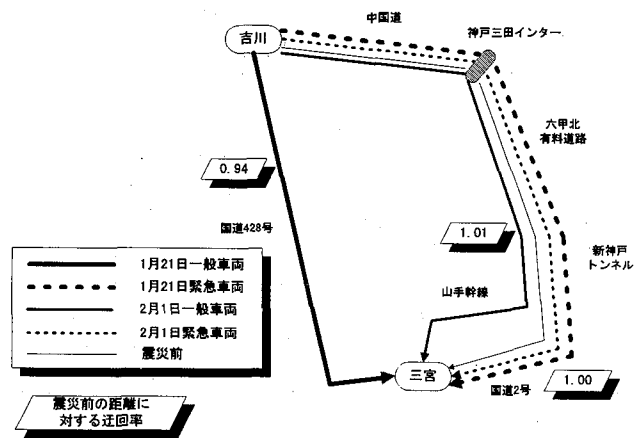 中国道
吉川
神戸三田インター
六甲北
有料道路
0.94
国道428号
1.01
新神戸
トンネル
山手幹線
1月21日一般車両
1月21日緊急車両
2月1日一般車両
2月1日緊急車両
震災前
三宮
国道2号
1.00
震災前の距離に
対する迂回率